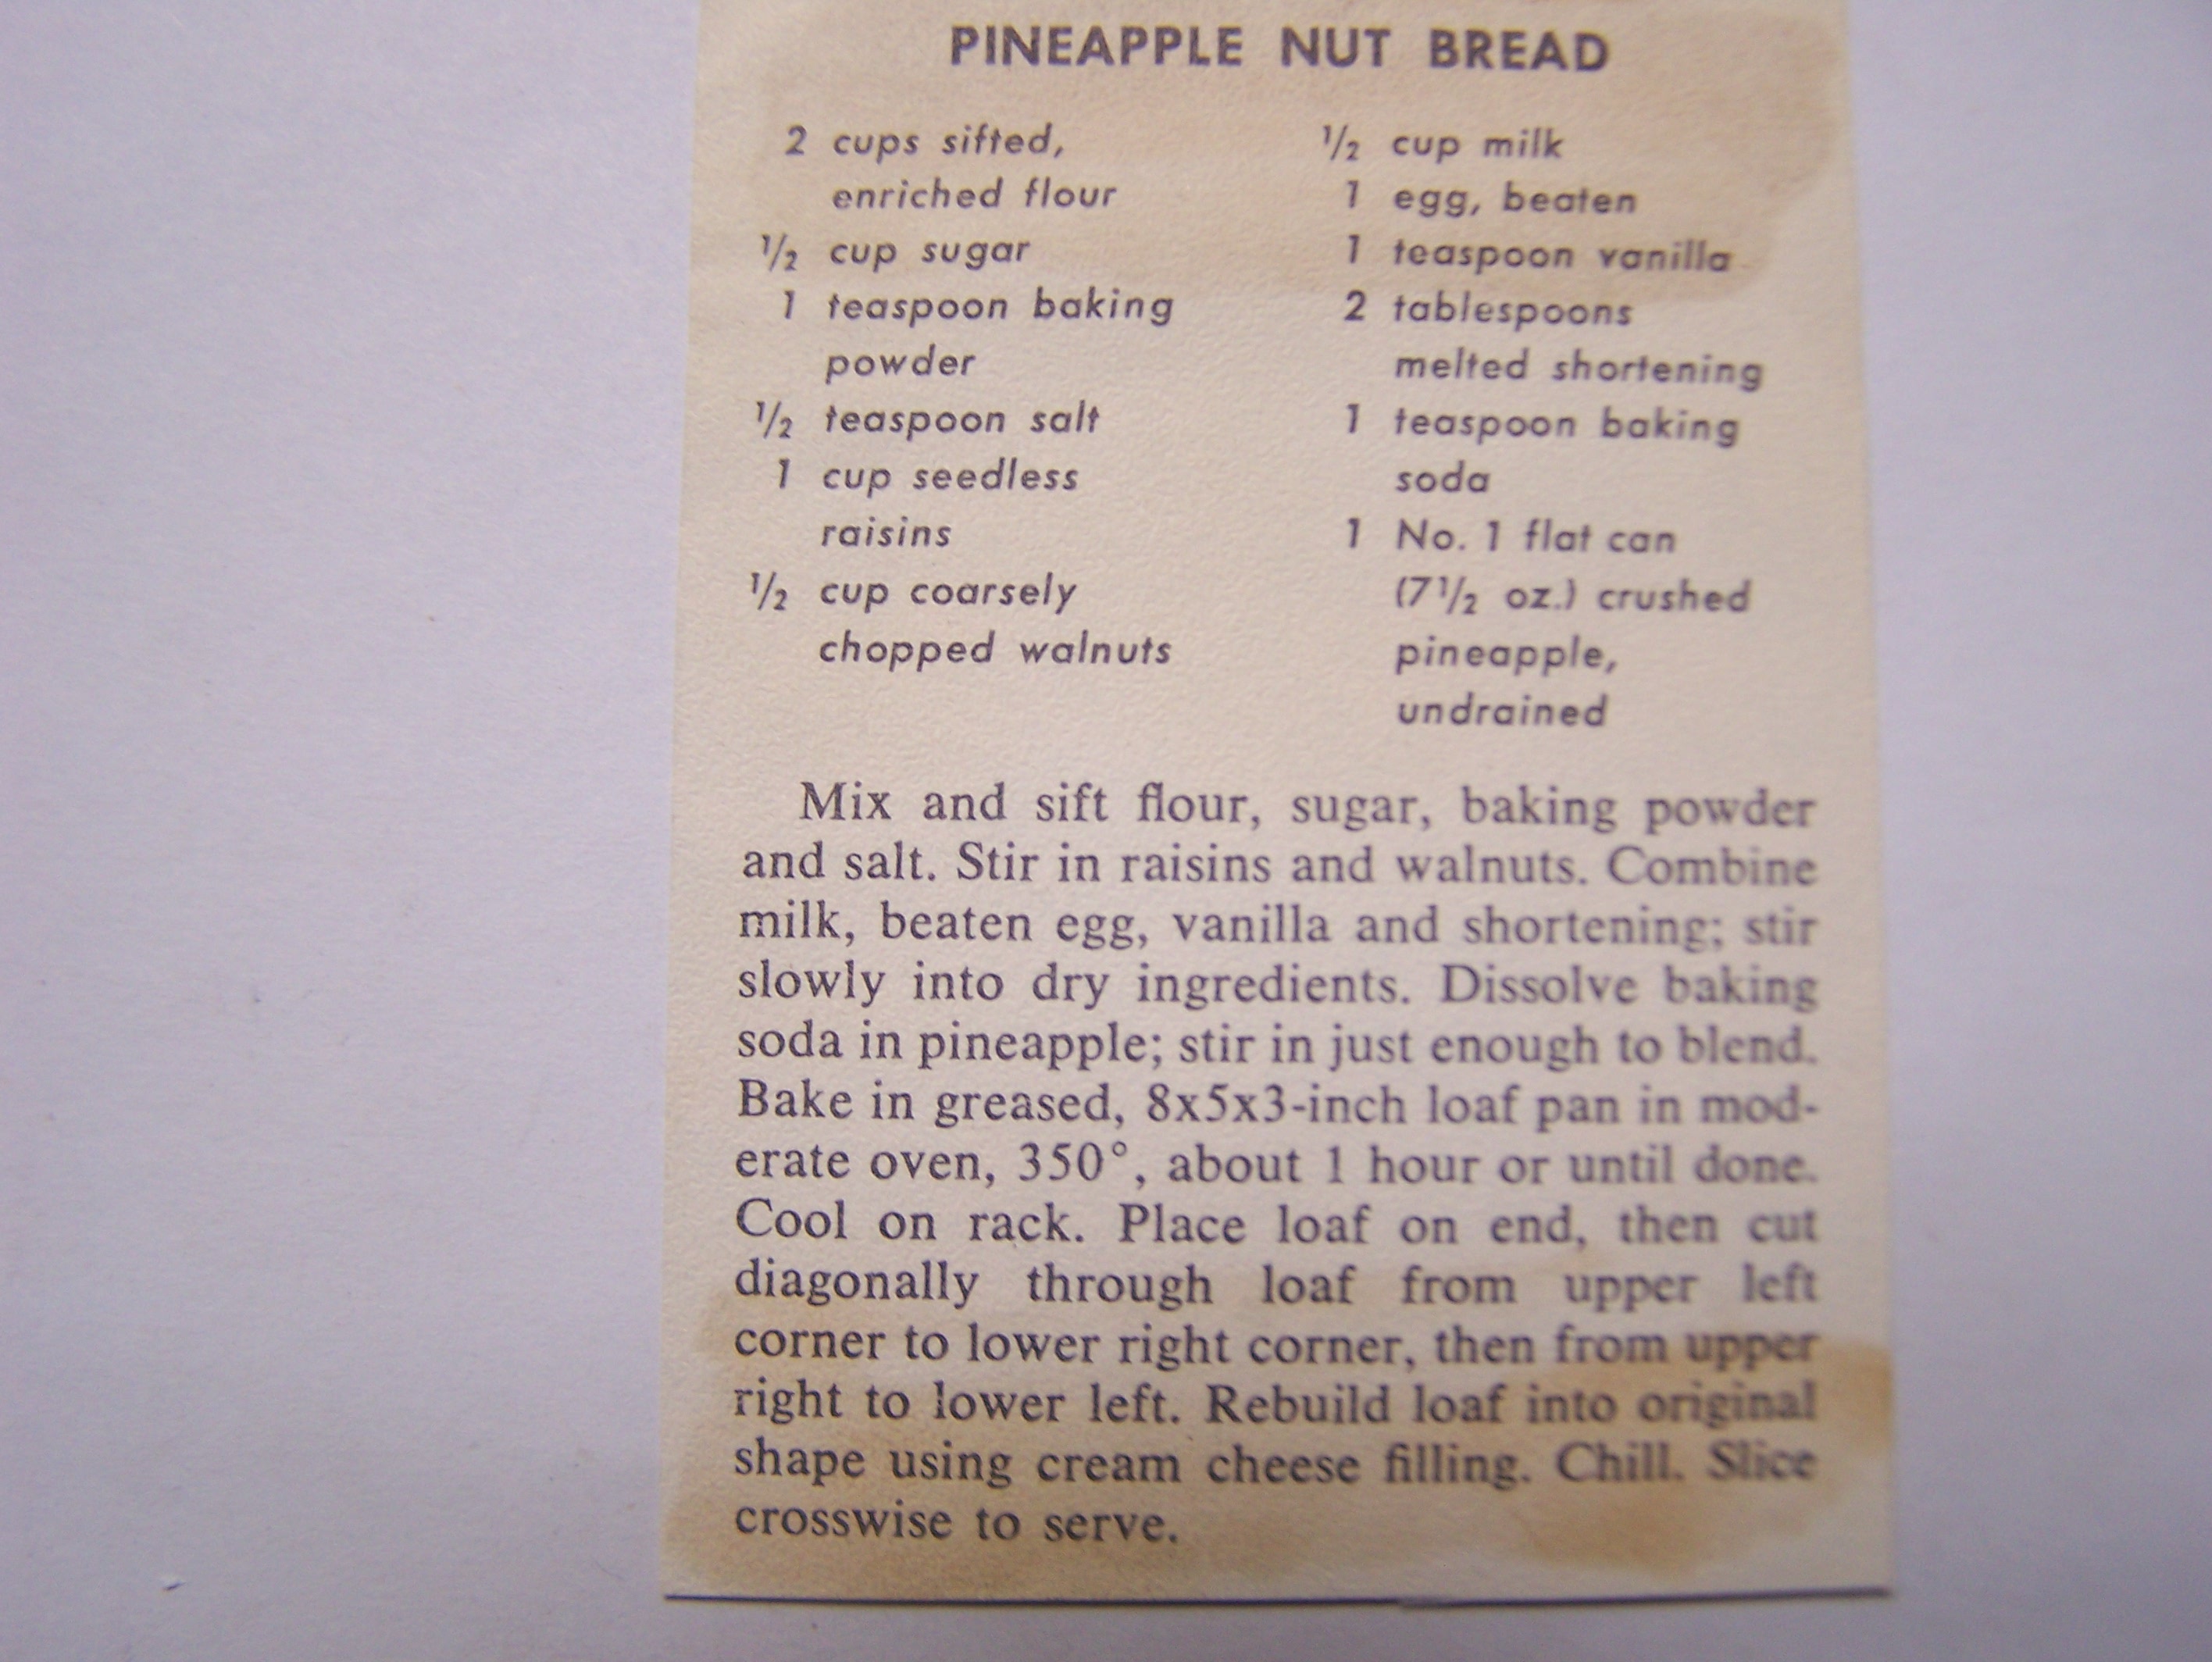 PINEAPPLE NUT BREAD
2 cups sifted,
enriched flour
½ cup sugar
1 teaspoon baking
powder
½ teaspoon salt
1 cup seedless
raisins
½ cup coarsely
chopped walnuts
½ cup milk
1 egg, beaten
1 teaspoon vanilla
2 tablespoons
melted shortening
1 teaspoon baking
soda
1 No. 1 flat can
(7½ oz.) crushed
pineapple,
undrained
Mix and sift flour, sugar, baking powder
and salt. Stir in raisins and walnuts. Combine
milk, beaten egg, vanilla and shortening; stir
slowly into dry ingredients. Dissolve baking
soda in pineapple; stir in just enough to blend.
Bake in greased, 8x5x3-inch loaf pan in mod-
erate oven, 350°, about 1 hour or until done.
Cool on rack. Place loaf on end, then cut
diagonally through loaf from upper left
corner to lower right corner, then from upper
right to lower left. Rebuild loaf into original
shape using cream cheese filling. Chill. Slice
crosswise to serve.